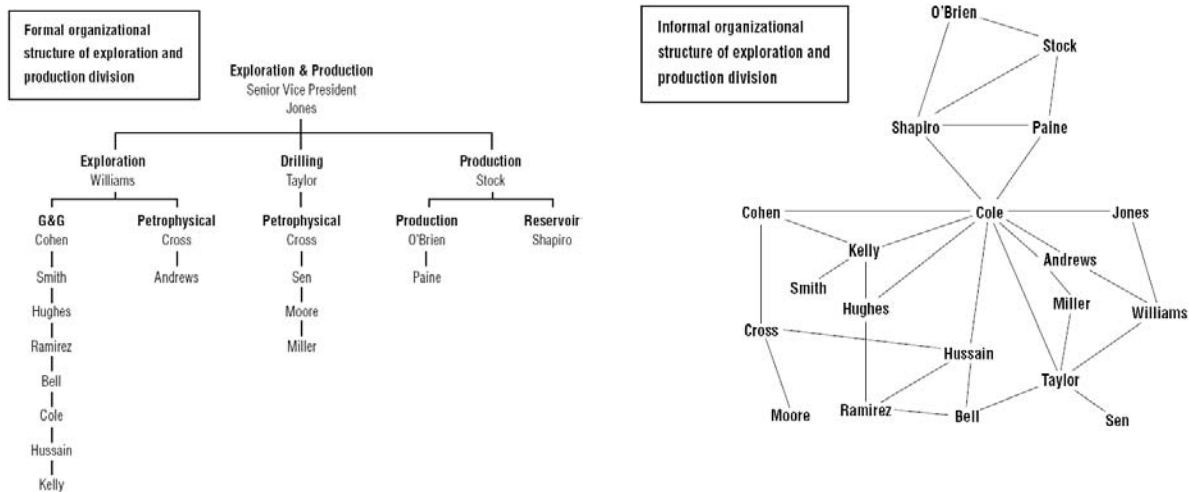 Formal organizational
structure of exploration and
production division
Exploration & Production
Senior Vice President
Jones
Exploration
Williams
Drilling
Taylor
Production
Stock
G&G
Cohen
Smith
Hughes
Ramirez
Bell
Cole
Hussain
Kelly
Petrophysical
Cross
Andrews
Petrophysical
Cross
Sen
Moore
Miller
Production
O'Brien
Paine
Reservoir
Shapiro
Informal organizational
structure of exploration and
production division
O'Brien
Stock
Shapiro
Paine
Cohen
Cole
Jones
Kelly
Andrews
Smith
Hughes
Miller
Williams
Cross
Hussain
Taylor
Moore
Ramirez
Bell
Sen